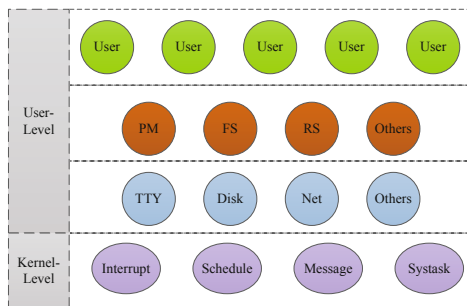 User User User User User
User-
Level
PM FS RS Others
TTY Disk Net Others
Kernel-
Level
Interrupt Schedule Message Systask